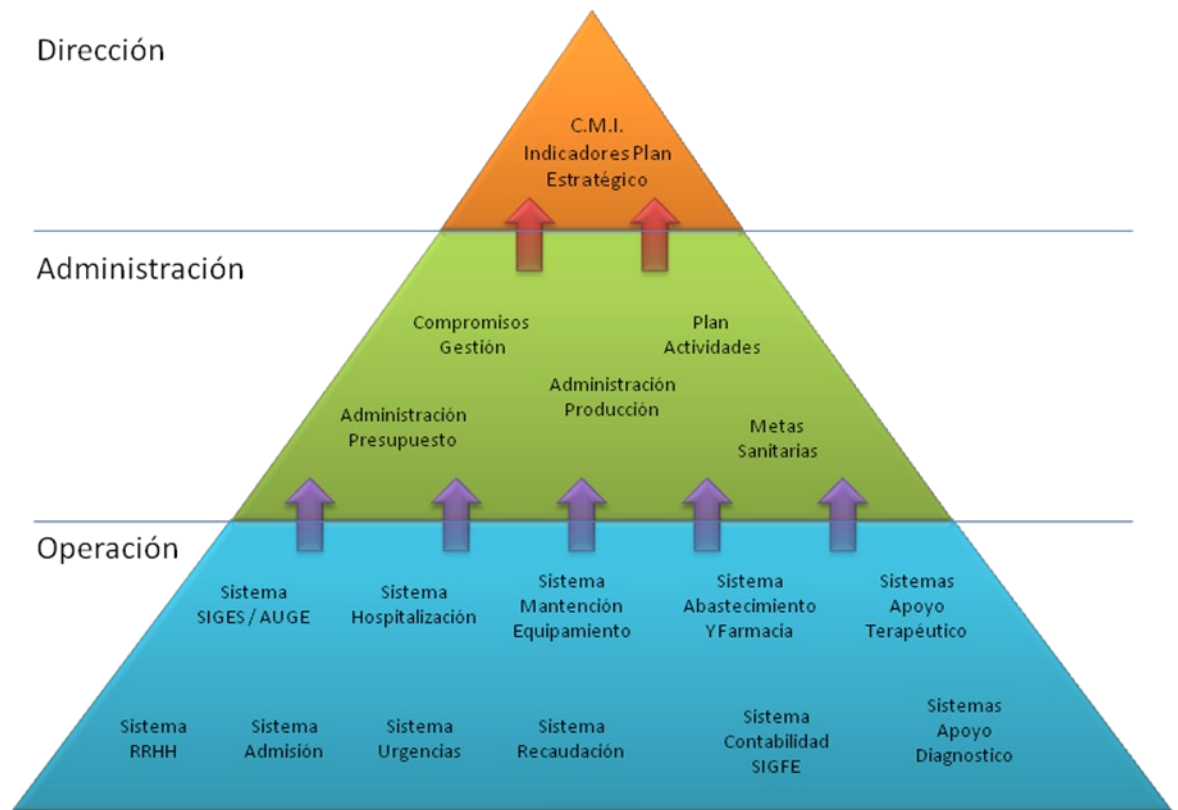 Dirección
C.M.I.
Indicadores Plan
Estratégico
Administración
Compromisos
Gestión
Plan
Actividades
Administración
Producción
Administración
Presupuesto
Metas
Sanitarias
Operación
Sistema
SIGES / AUGE
Sistema
Hospitalización
Sistema
Mantención
Equipamiento
Sistema
Abastecimiento
Y Farmacia
Sistemas
Apoyo
Terapéutico
Sistema
RRHH
Sistema
Admisión
Sistema
Urgencias
Sistema
Recaudación
Sistema
Contabilidad
SIGFE
Sistemas
Apoyo
Diagnostico